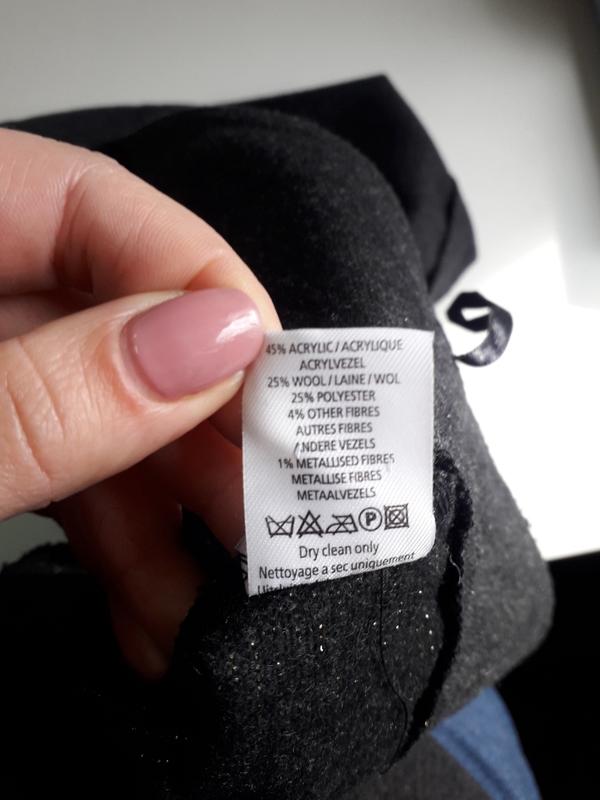 45% ACRYLIC / ACRYLIQUE
ACRYLVEZEL
25% WOOL / LAINE / WOL
25% POLYESTER
4% OTHER FIBRES
AUTRES FIBRES
ANDERE VEZELS
1% METALLISED FIBRES
METALLISE FIBRES
METAALVEZELS
P
Dry clean only
Nettoyage a sec uniquement